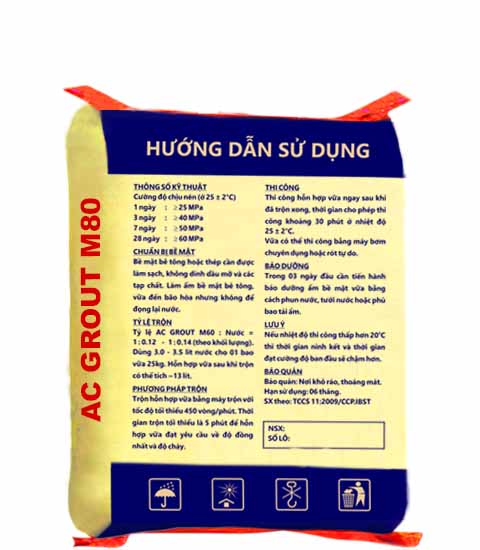 AC GROUT M80
HƯỚNG DẪN SỬ DỤNG
THÔNG SỐ KỸ THUẬT
Cường độ chịu nén (ở 25 ± 2°C)
1 ngày : ≥ 25 MPa
3 ngày : ≥ 40 MPa
7 ngày : ≥ 50 MPa
28 ngày : ≥ 60 MPa
CHUẨN BỊ BỀ MẶT
Bề mặt bê tông hoặc thép cần được
làm sạch, không dính dầu mỡ và các
tạp chất. Làm ẩm bề mặt bê tông,
vữa đến bão hòa nhưng không để
đọng lại nước.
TỶ LỆ TRỘN
Tỷ lệ AC GROUT M60 : Nước =
1 : 0.12 - 1 : 0,14 (theo khối lượng).
Dùng 3.0 - 3.5 lít nước cho 01 bao
vữa 25kg. Hỗn hợp vữa sau khi trộn
có thể tích ~13 lít.
PHƯƠNG PHÁP TRỘN
Trộn hỗn hợp vữa bằng máy trộn với
tốc độ tối thiểu 450 vòng/phút. Thời
gian trộn tối thiểu là 5 phút để hỗn
hợp vữa đạt yêu cầu về độ đồng
nhất và độ chảy.
THI CÔNG
Thi công hỗn hợp vữa ngay sau khi
đã trộn xong, thời gian cho phép thi
công khoảng 30 phút ở nhiệt độ
25 ± 2°C.
Vữa có thể thi công bằng máy bơm
chuyên dụng hoặc rót tự do.
BẢO DƯỠNG
Trong 03 ngày đầu cần tiến hành
bảo dưỡng ẩm bề mặt vữa bằng
cách phun nước, tưới nước hoặc phủ
bao tải ẩm.
LƯU Ý
Nếu nhiệt độ thi công thấp hơn 20°C
thì thời gian ninh kết và thời gian
đạt cường độ ban đầu sẽ chậm hơn.
BẢO QUẢN
Bảo quản: Nơi khô ráo, thoáng mát.
Hạn sử dụng: 06 tháng.
SX theo: TCCS 11:2009/CCP.IBST
NSX:
SỐ LÔ: